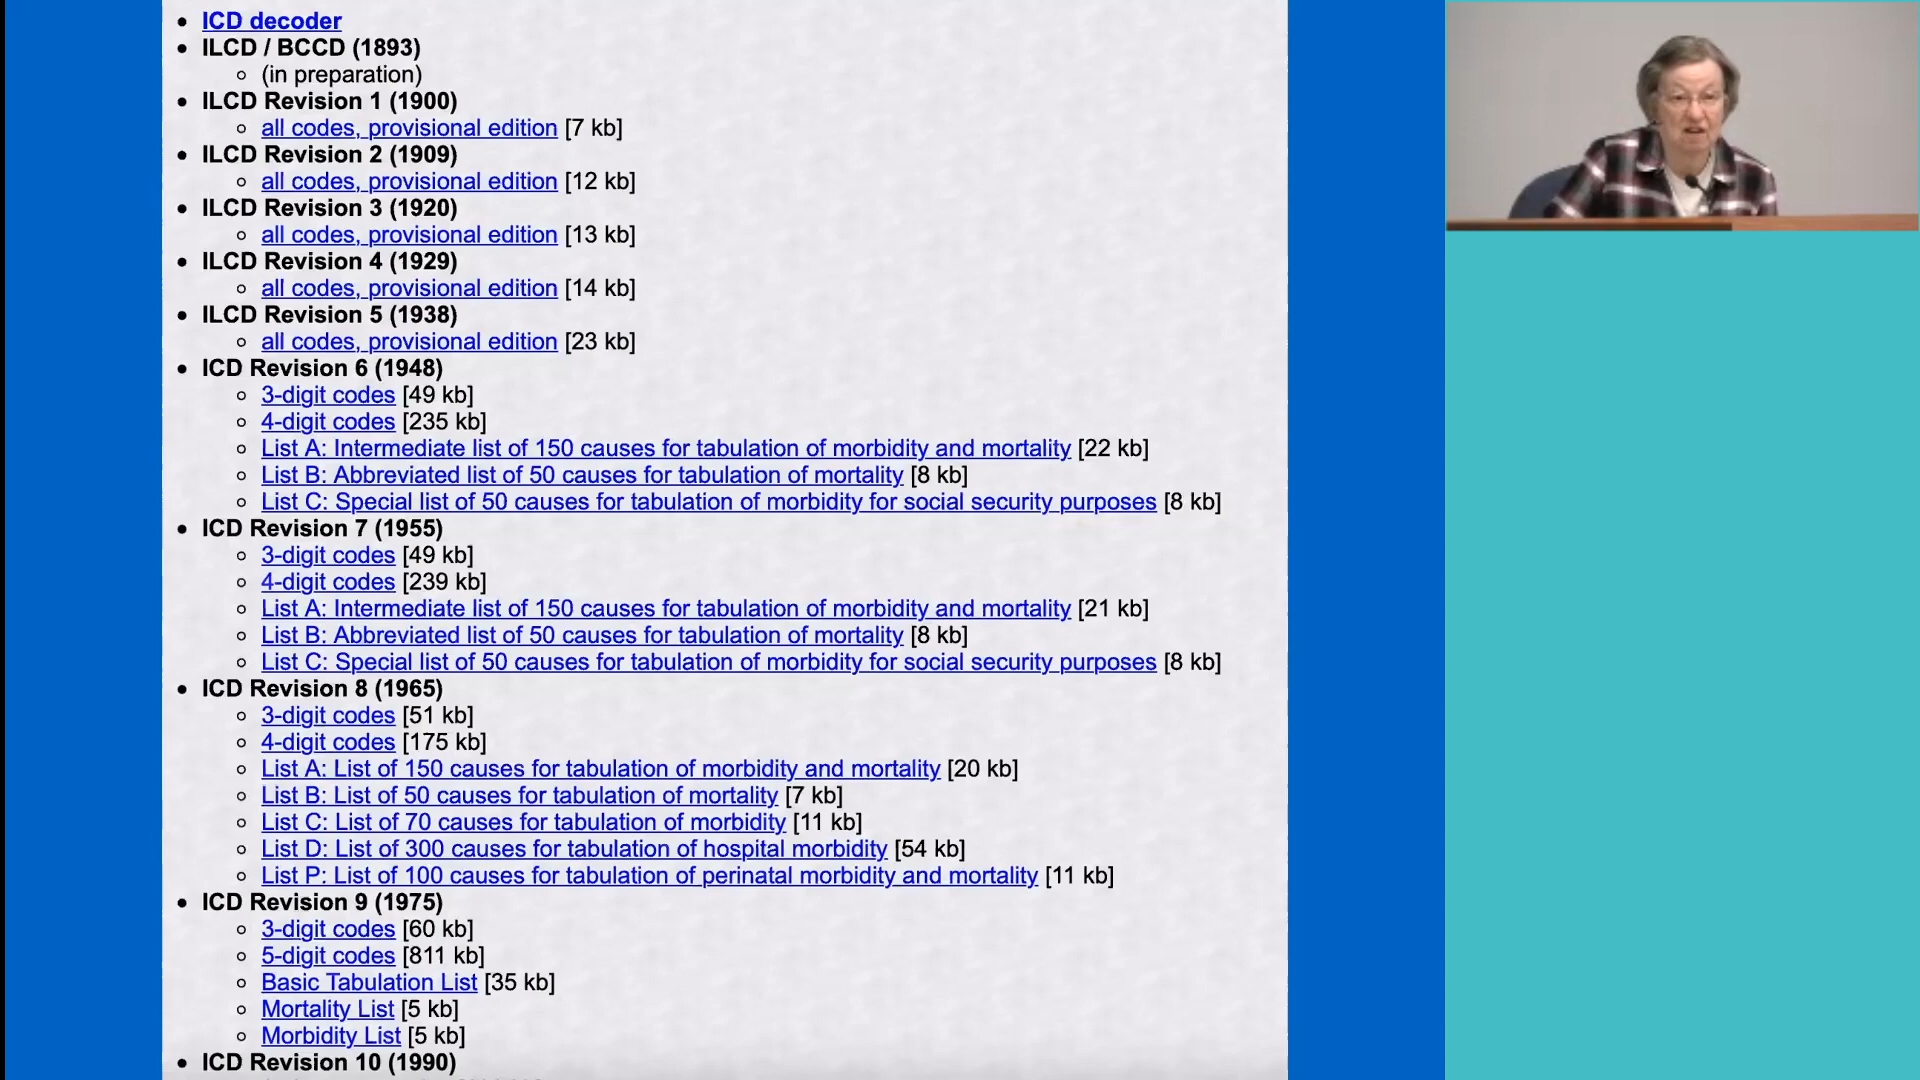 ICD decoder
ILCD / BCCD (1893)
(in preparation)
ILCD Revision 1 (1900)
all codes, provisional edition [7 kb]
ILCD Revision 2 (1909)
all codes, provisional edition [12 kb]
ILCD Revision 3 (1920)
all codes, provisional edition [13 kb]
ILCD Revision 4 (1929)
all codes, provisional edition [14 kb]
ILCD Revision 5 (1938)
all codes, provisional edition [23 kb]
ICD Revision 6 (1948)
3-digit codes [49 kb]
4-digit codes [235 kb]
List A: Intermediate list of 150 causes for tabulation of morbidity and mortality [22 kb]
List B: Abbreviated list of 50 causes for tabulation of mortality [8 kb]
List C: Special list of 50 causes for tabulation of morbidity for social security purposes [8 kb]
ICD Revision 7 (1955)
3-digit codes [49 kb]
4-digit codes [239 kb]
List A: Intermediate list of 150 causes for tabulation of morbidity and mortality [21 kb]
List B: Abbreviated list of 50 causes for tabulation of mortality [8 kb]
List C: Special list of 50 causes for tabulation of morbidity for social security purposes [8 kb]
ICD Revision 8 (1965)
3-digit codes [51 kb]
4-digit codes [175 kb]
List A: List of 150 causes for tabulation of morbidity and mortality [20 kb]
List B: List of 50 causes for tabulation of mortality [7 kb]
List C: List of 70 causes for tabulation of morbidity [11 kb]
List D: List of 300 causes for tabulation of hospital morbidity [54 kb]
List P: List of 100 causes for tabulation of perinatal morbidity and mortality [11 kb]
ICD Revision 9 (1975)
3-digit codes [60 kb]
5-digit codes [811 kb]
Basic Tabulation List [35 kb]
Mortality List [5 kb]
Morbidity List [5 kb]
ICD Revision 10 (1990)